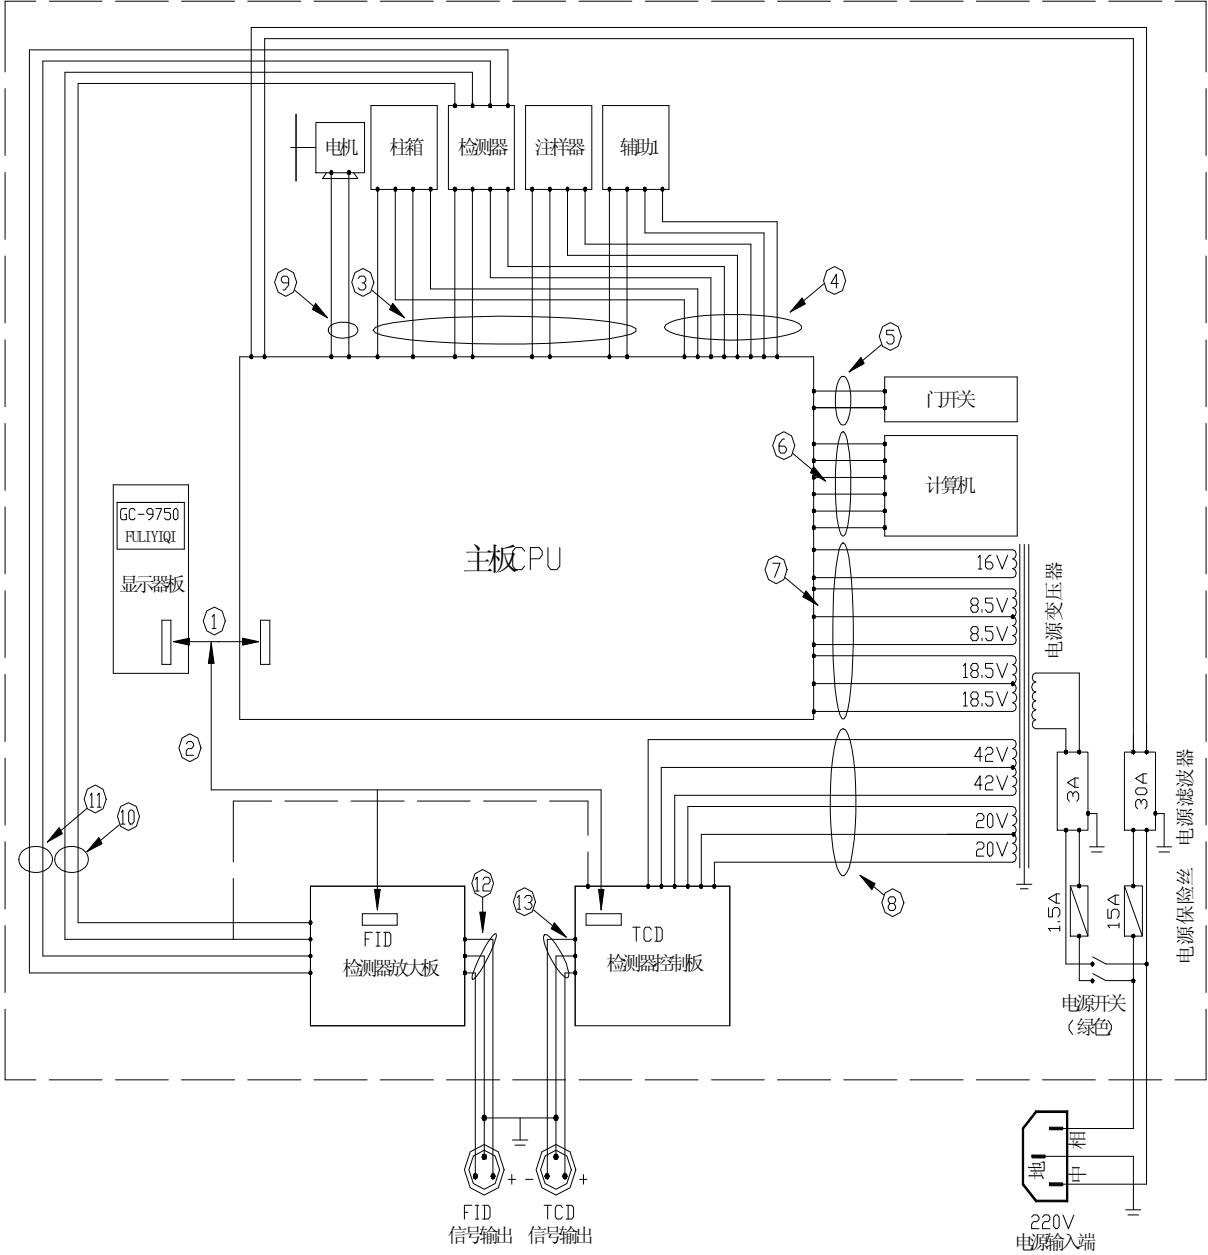 电机
柱箱
检测器
注样器
辅助1
9
3
4
5
门开关
6
计算机
GC-9750
FULIYIQI
显示器板
主板CPU
1
7
16V
8.5V
8.5V
18.5V
18.5V
电源变压器
2
42V
42V
20V
20V
3A
30A
电源滤波器
11
10
8
12
13
FID
检测器放大板
TCD
检测器控制板
1.5A
15A
电源保险丝
电源开关
(绿色)
+
-
+
FID
信号输出
TCD
信号输出
相
地
中
220V
电源输入端